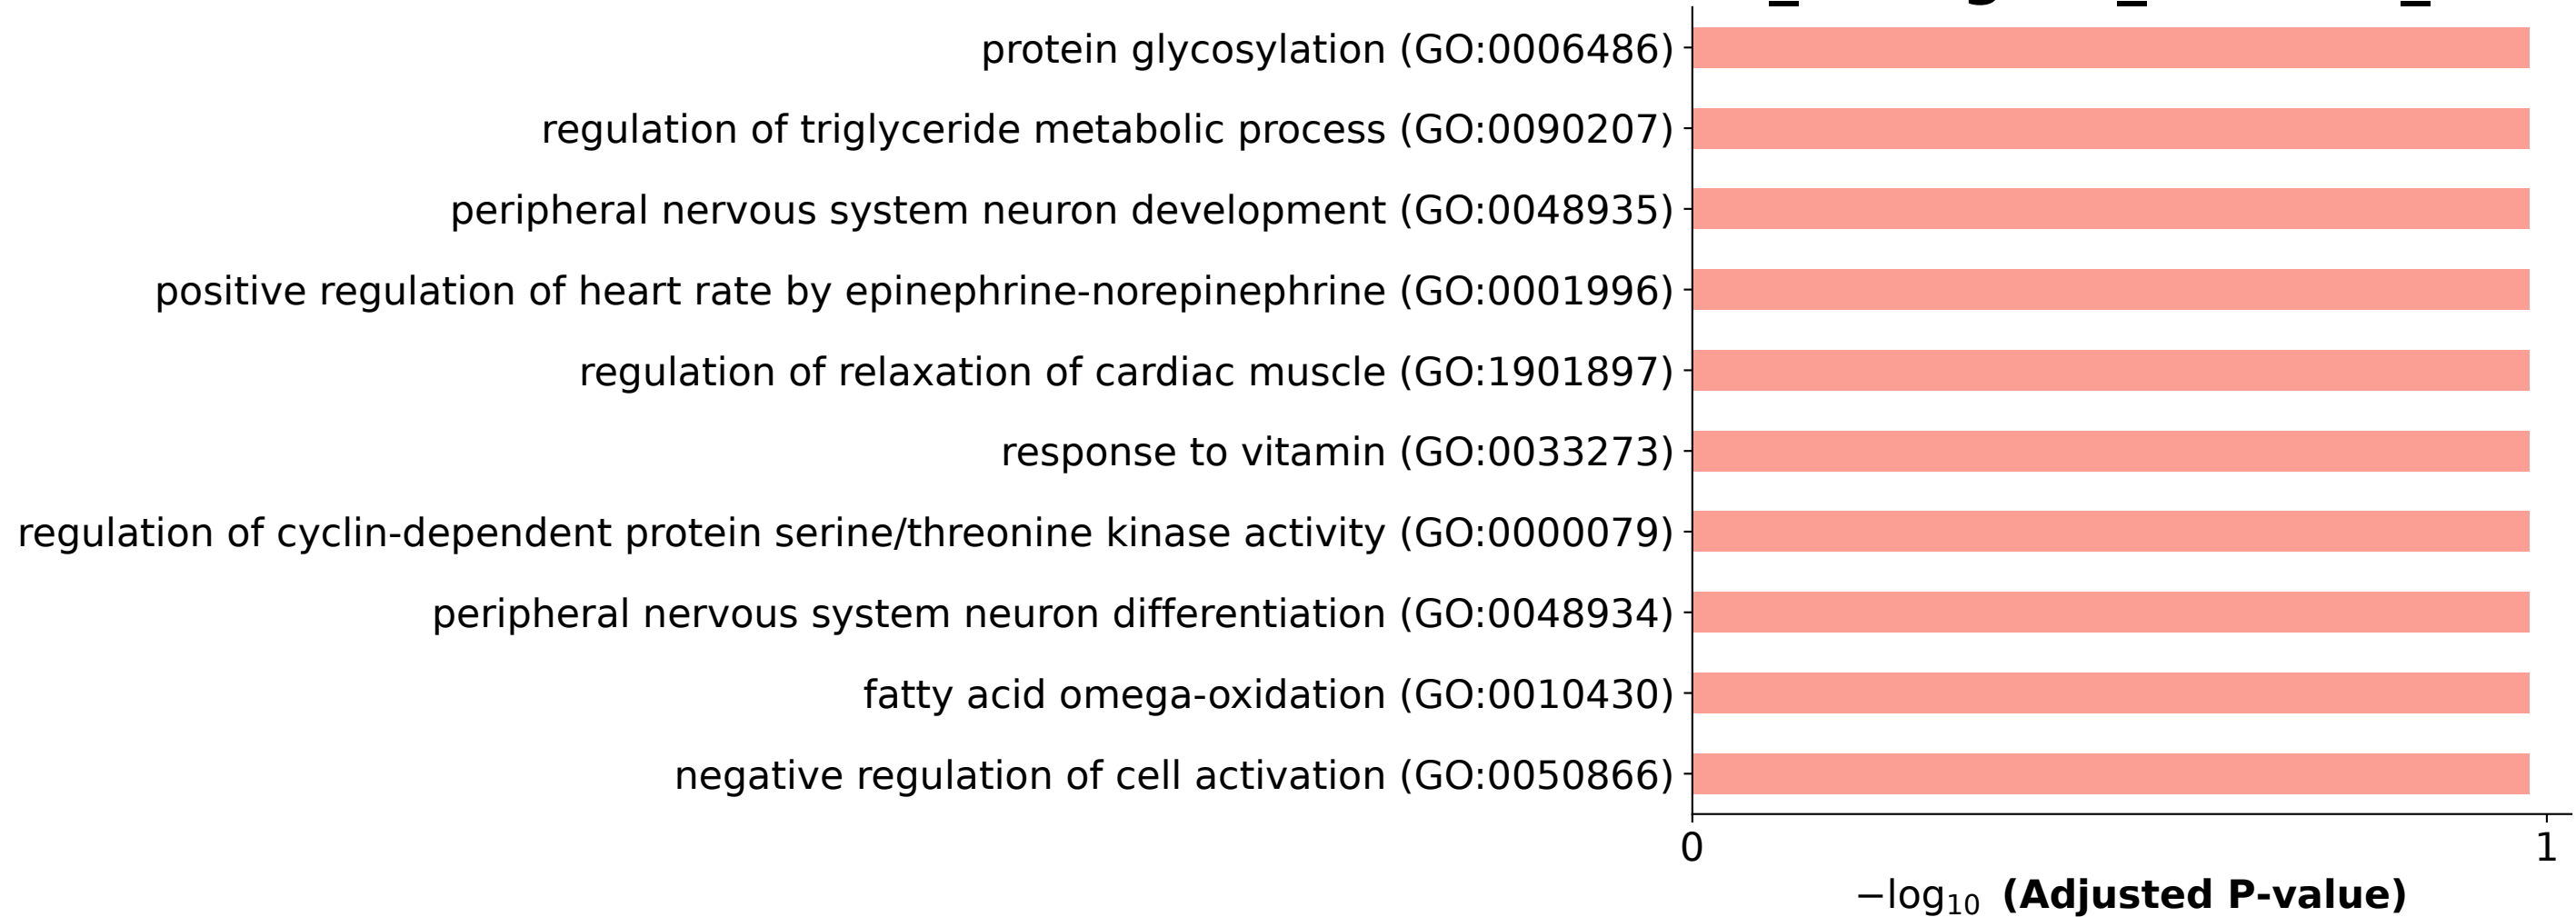 protein glycosylation (GO:0006486)
regulation of triglyceride metabolic process (GO:0090207)
peripheral nervous system neuron development (GO:0048935)
positive regulation of heart rate by epinephrine-norepinephrine (GO:0001996)
regulation of relaxation of cardiac muscle (GO:1901897)
response to vitamin (GO:0033273)
regulation of cyclin-dependent protein serine/threonine kinase activity (GO:0000079)
peripheral nervous system neuron differentiation (GO:0048934)
fatty acid omega-oxidation (GO:0010430)
negative regulation of cell activation (GO:0050866)
0 1
−log₁₀ (Adjusted P-value)